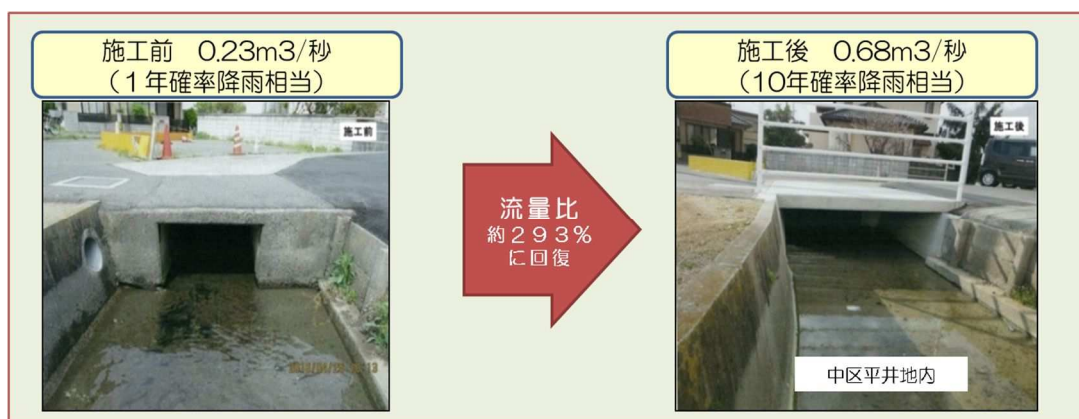 施工前　0.23m3/秒
（１年確率降雨相当）
施工前
流量比
約２９３％
に回復
施工後　0.68m3/秒
（10年確率降雨相当）
施工後
中区平井地内